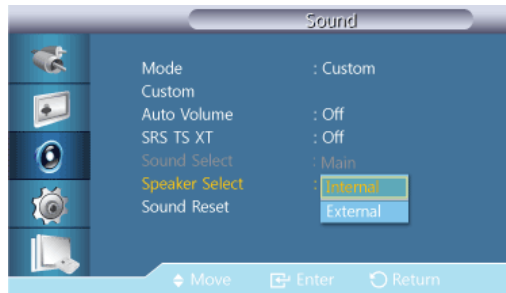 Sound
Mode : Custom
Custom
Auto Volume : Off
SRS TS XT : Off
Sound Select : Main
Speaker Select : Internal
External
Sound Reset
Move Enter Return